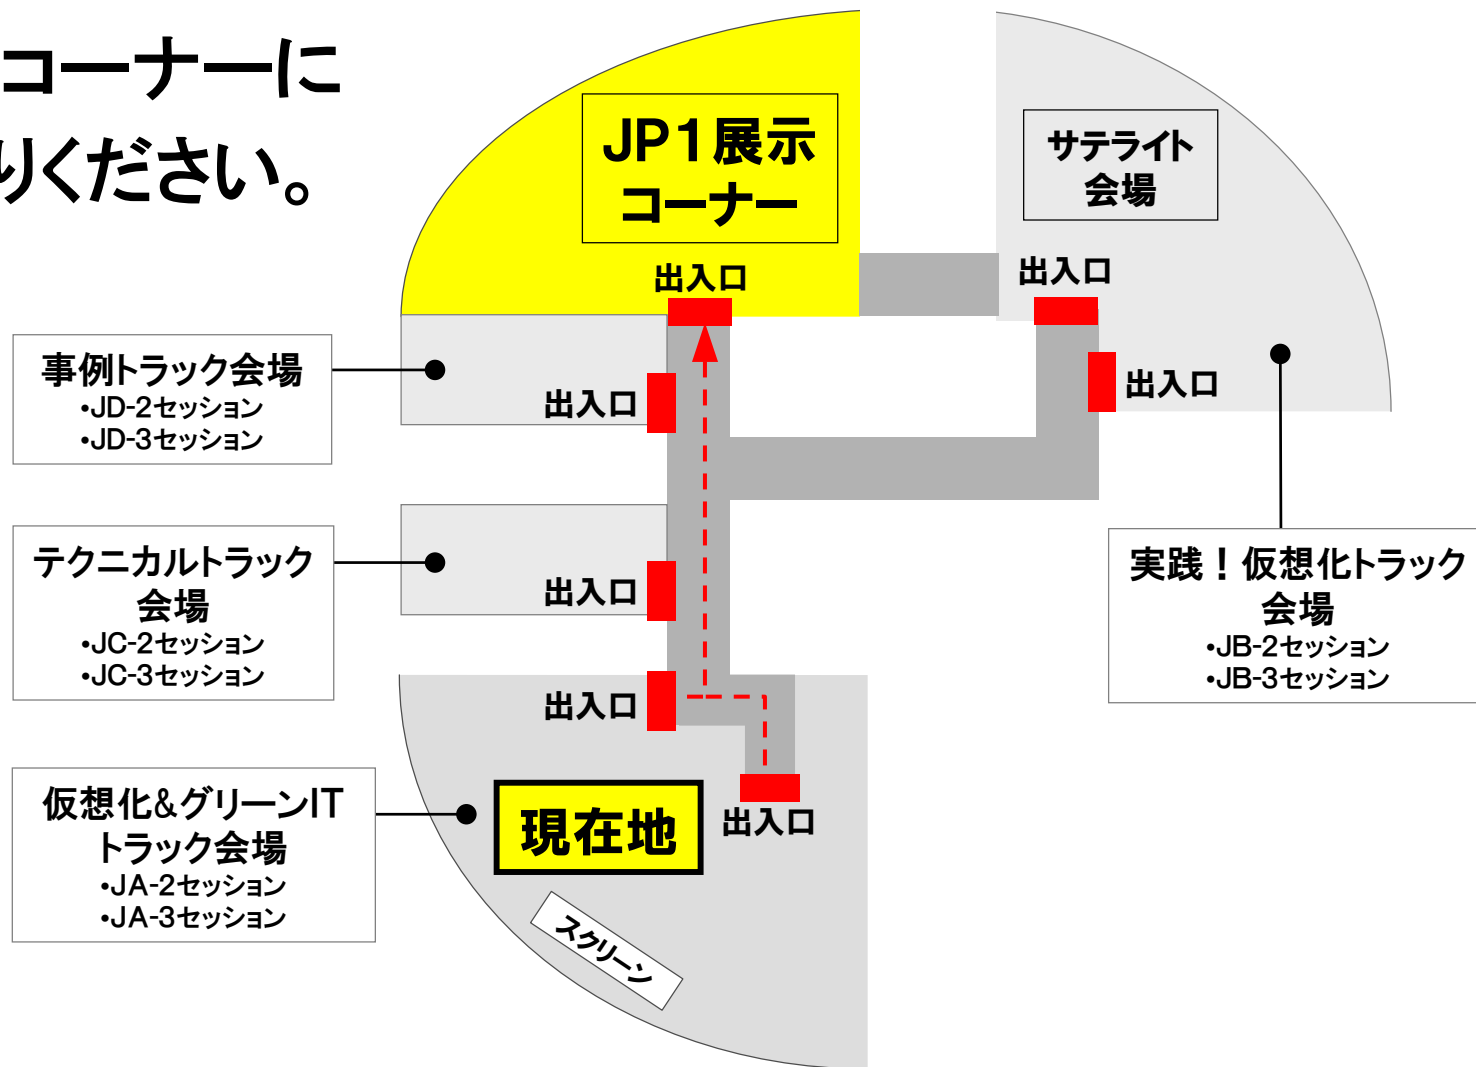 コーナーに
りください。
JP1展示
コーナー
サテライト
会場
出入口
出入口
事例トラック会場
•JD-2セッション
•JD-3セッション
出入口
出入口
テクニカルトラック
会場
•JC-2セッション
•JC-3セッション
出入口
実践！仮想化トラック
会場
•JB-2セッション
•JB-3セッション
出入口
仮想化&グリーンIT
トラック会場
•JA-2セッション
•JA-3セッション
現在地
出入口
スクリーン